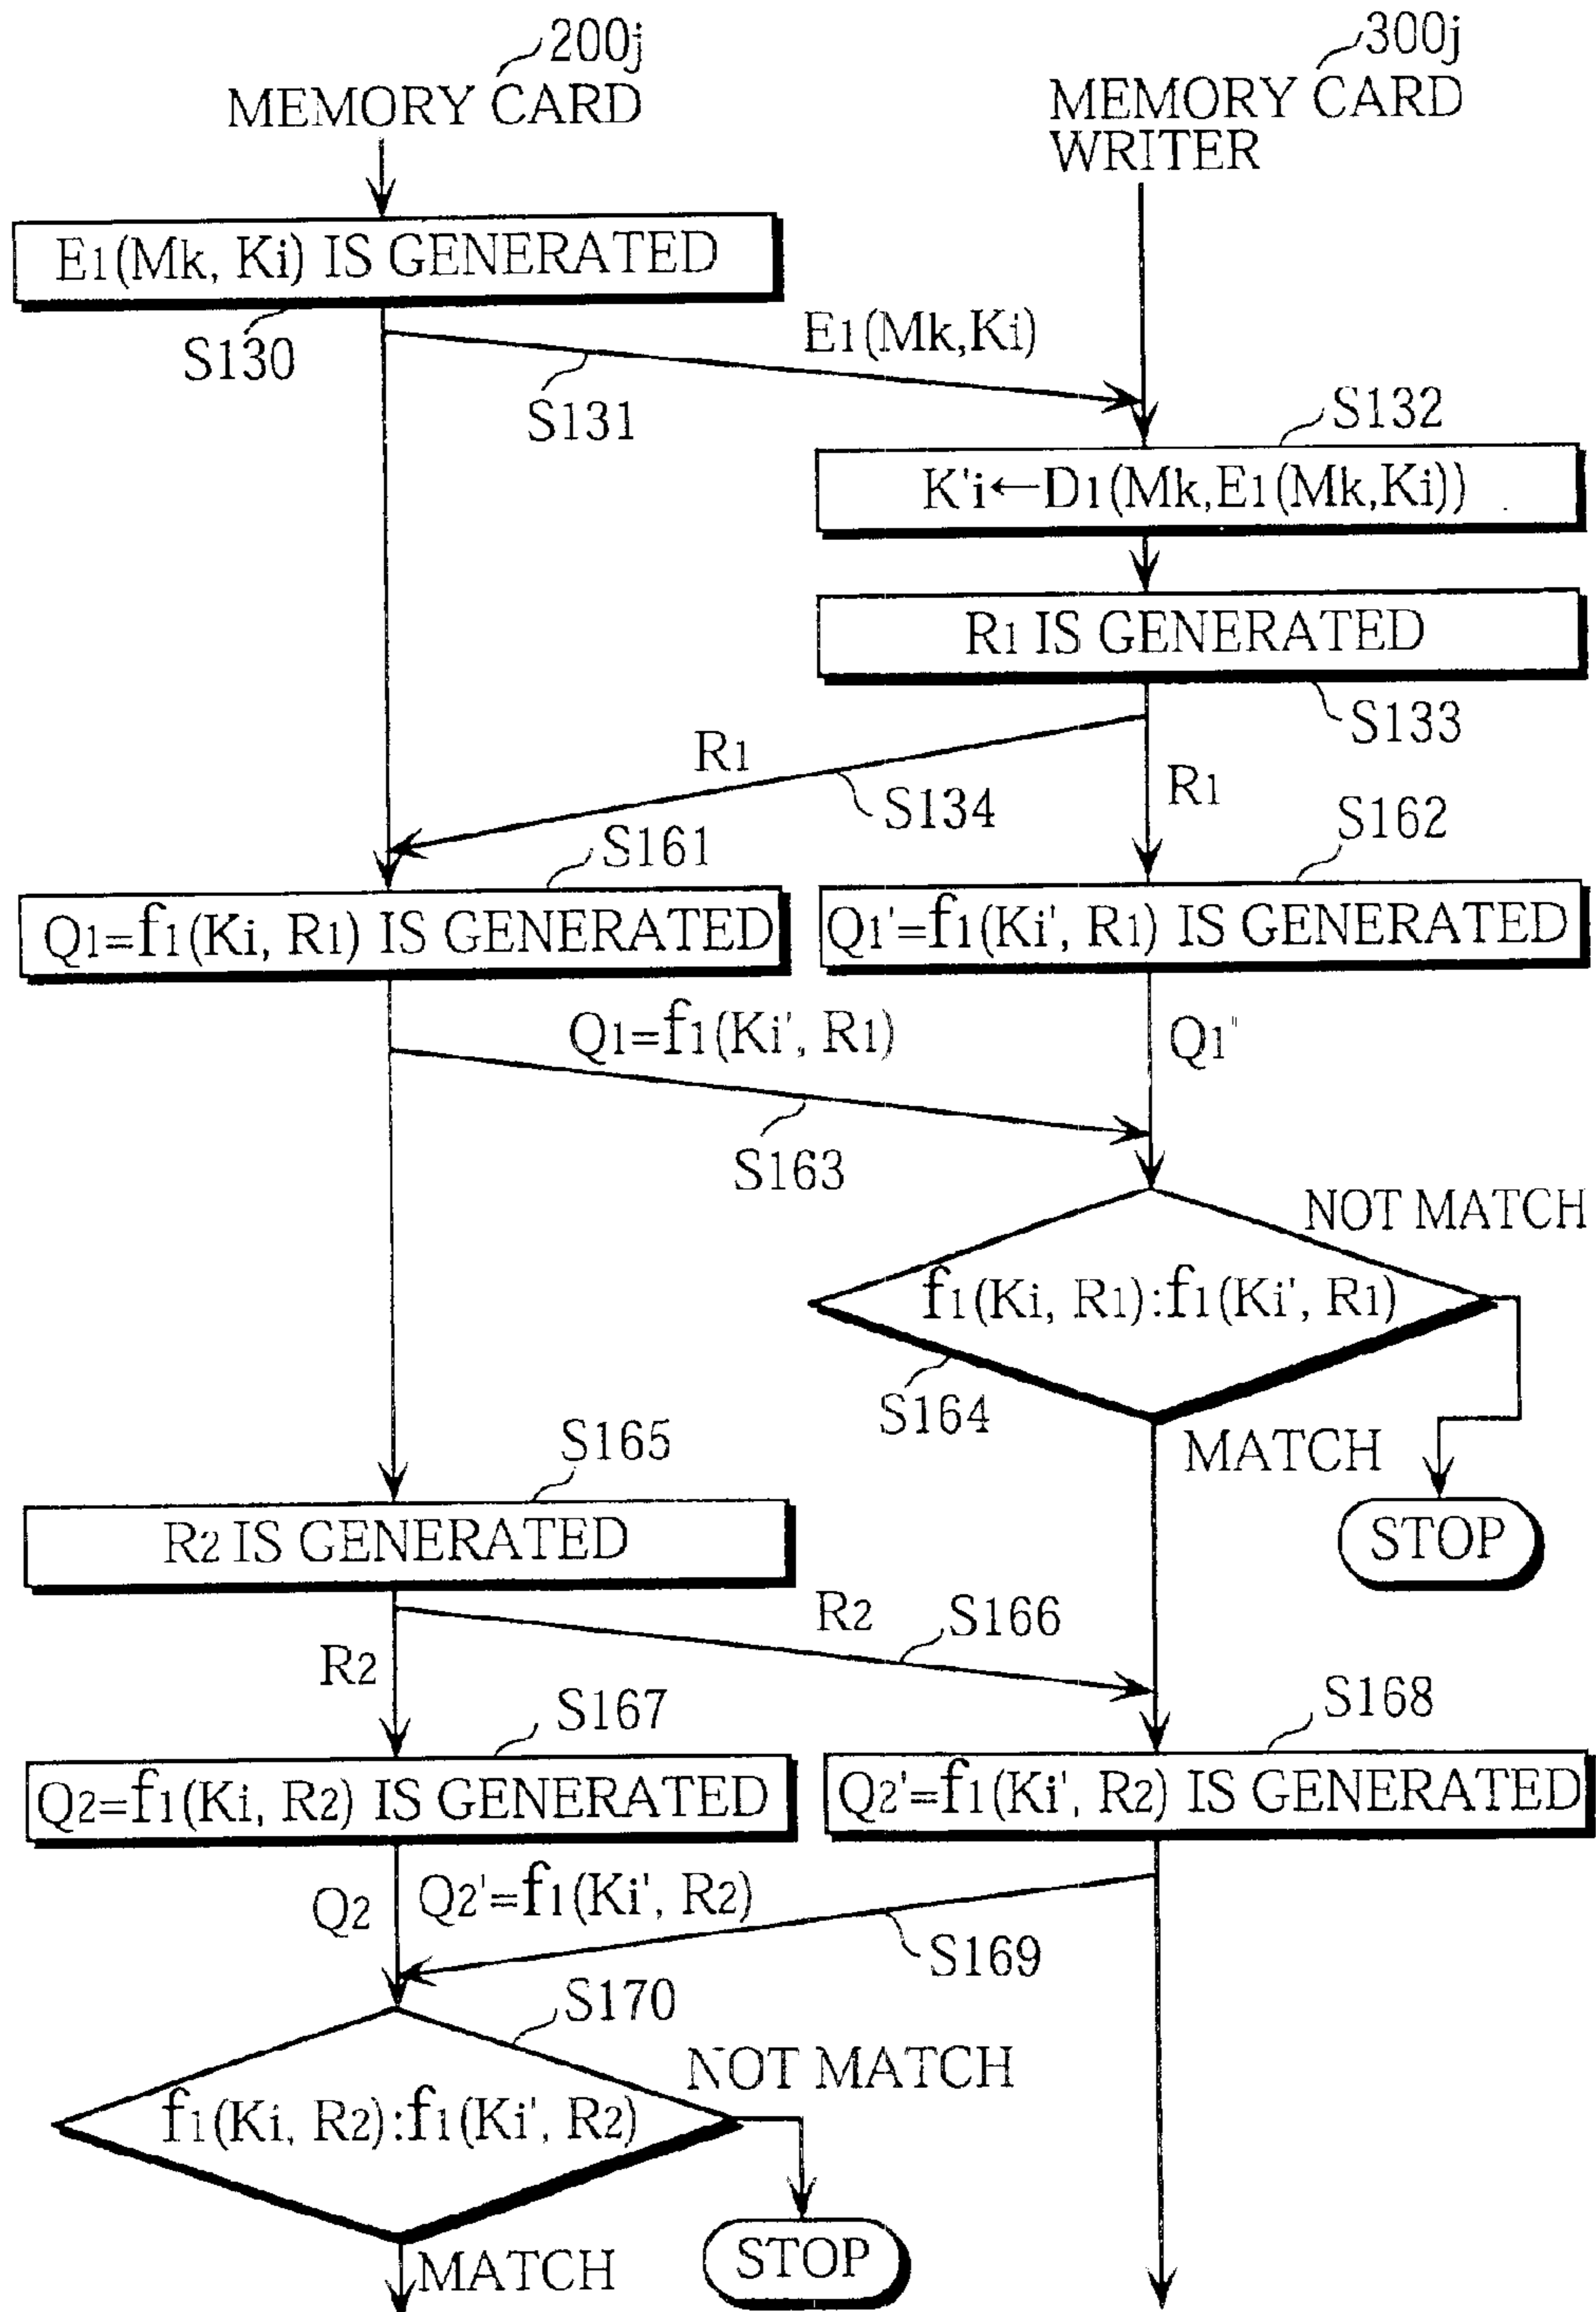 200j
MEMORY CARD
300j
MEMORY CARD
WRITER
E1(Mk, Ki) IS GENERATED
S130
E1(Mk,Ki)
S131
S132
K'i←D1(Mk,E1(Mk,Ki))
R1 IS GENERATED
S133
R1
S134
R1
S161
S162
Q1=f1(Ki, R1) IS GENERATED
Q1'=f1(Ki', R1) IS GENERATED
Q1=f1(Ki', R1)
Q1'
S163
NOT MATCH
f1(Ki, R1):f1(Ki', R1)
S164
MATCH
STOP
S165
R2 IS GENERATED
R2
S166
R2
S167
S168
Q2=f1(Ki, R2) IS GENERATED
Q2'=f1(Ki', R2) IS GENERATED
Q2
Q2'=f1(Ki', R2)
S169
S170
NOT MATCH
f1(Ki, R2):f1(Ki', R2)
STOP
MATCH